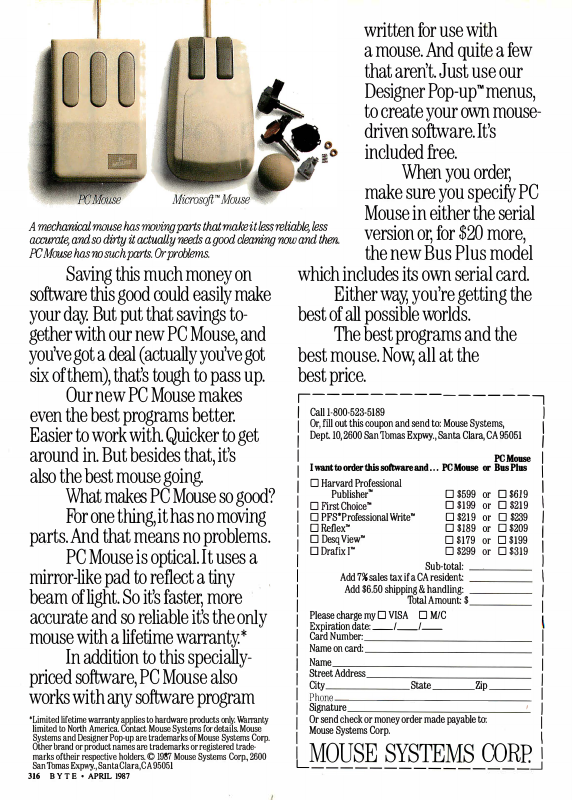 PC Mouse
Microsoft™ Mouse
A mechanical mouse has moving parts that make it less reliable, less
accurate, and so dirty it actually needs a good cleaning now and then.
PC Mouse has no such parts. Or problems.
Saving this much money on
software this good could easily make
your day. But put that savings to-
gether with our new PC Mouse, and
you've got a deal (actually you've got
six of them), that's tough to pass up.
Our new PC Mouse makes
even the best programs better.
Easier to work with. Quicker to get
around in. But besides that, it's
also the best mouse going.
What makes PC Mouse so good?
For one thing, it has no moving
parts. And that means no problems.
PC Mouse is optical. It uses a
mirror-like pad to reflect a tiny
beam of light. So it's faster, more
accurate and so reliable it's the only
mouse with a lifetime warranty.*
In addition to this specially-
priced software, PC Mouse also
works with any software program
*Limited lifetime warranty applies to hardware products only. Warranty
limited to North America. Contact Mouse Systems for details. Mouse
Systems and Designer Pop-up are trademarks of Mouse Systems Corp.
Other brand or product names are trademarks or registered trade-
marks of their respective holders. © 1987 Mouse Systems Corp., 2600
San Tomas Expwy., Santa Clara, CA 95051
316 BYTE • APRIL 1987
written for use with
a mouse. And quite a few
that aren't. Just use our
Designer Pop-up™ menus,
to create your own mouse-
driven software. It's
included free.
When you order,
make sure you specify PC
Mouse in either the serial
version or, for $20 more,
the new Bus Plus model
which includes its own serial card.
Either way, you're getting the
best of all possible worlds.
The best programs and the
best mouse. Now, all at the
best price.
Call 1-800-523-5189
Or, fill out this coupon and send to: Mouse Systems,
Dept. 10, 2600 San Tomas Expwy., Santa Clara, CA 95051
I want to order this software and... PC Mouse or PC Mouse Bus Plus
☐ Harvard Professional
Publisher™ ☐ $599 or ☐ $619
☐ First Choice™ ☐ $199 or ☐ $219
☐ PFS® Professional Write™ ☐ $219 or ☐ $239
☐ Reflex™ ☐ $189 or ☐ $209
☐ Desq View™ ☐ $179 or ☐ $199
☐ Drafix I™ ☐ $299 or ☐ $319
Sub-total:
Add 7% sales tax if a CA resident:
Add $6.50 shipping & handling:
Total Amount: $
Please charge my ☐ VISA ☐ M/C
Expiration date: ___/___/___
Card Number:
Name on card:
Name
Street Address
City State Zip
Phone
Signature
Or send check or money order made payable to:
Mouse Systems Corp.
MOUSE SYSTEMS CORP.